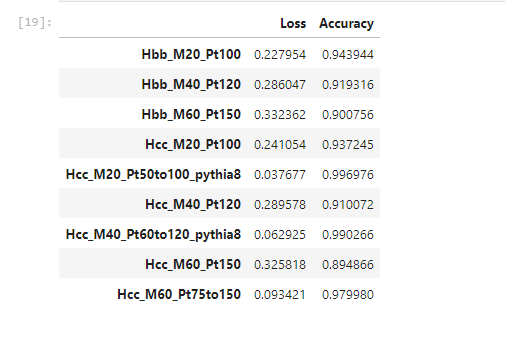 [19]:
Loss Accuracy
Hbb_M20_Pt100 0.227954 0.943944
Hbb_M40_Pt120 0.286047 0.919316
Hbb_M60_Pt150 0.332362 0.900756
Hcc_M20_Pt100 0.241054 0.937245
Hcc_M20_Pt50to100_pythia8 0.037677 0.996976
Hcc_M40_Pt120 0.289578 0.910072
Hcc_M40_Pt60to120_pythia8 0.062925 0.990266
Hcc_M60_Pt150 0.325818 0.894866
Hcc_M60_Pt75to150 0.093421 0.979980